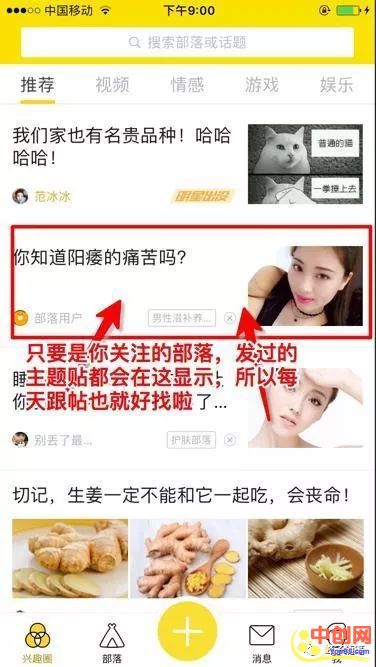 中国移动
下午9:00
搜索部落或话题
推荐 视频 情感 游戏 娱乐
我们家也有名贵品种！哈哈
哈哈哈！
普通的貓
一拳揮上去
范冰冰
明星出没
你知道阳痿的痛苦吗？
部落用户
男性滋补养...
只要是你关注的部落，发过的
主题贴都会在这显示，所以每
天跟帖也就好找啦
了...
别丢了最...
护肤部落
切记，生姜一定不能和它一起吃，会丧命！
兴趣圈 部落 消息 我
中创网